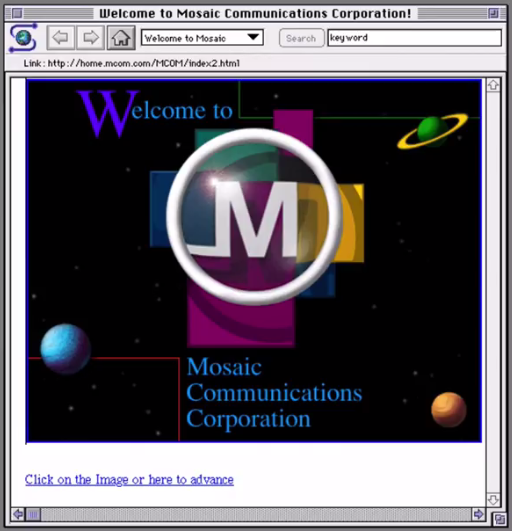 Welcome to Mosaic Communications Corporation!
Welcome to Mosaic
Search
keyword
Link: http://home.mcom.com/MCOM/index2.html
Welcome to
M
Mosaic
Communications
Corporation
Click on the Image or here to advance